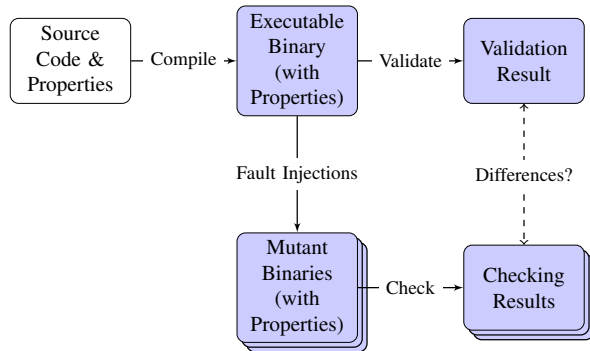 Source
Code &
Properties
Compile
Executable
Binary
(with
Properties)
Validate
Validation
Result
Fault Injections
Differences?
Mutant
Binaries
(with
Properties)
Check
Checking
Results